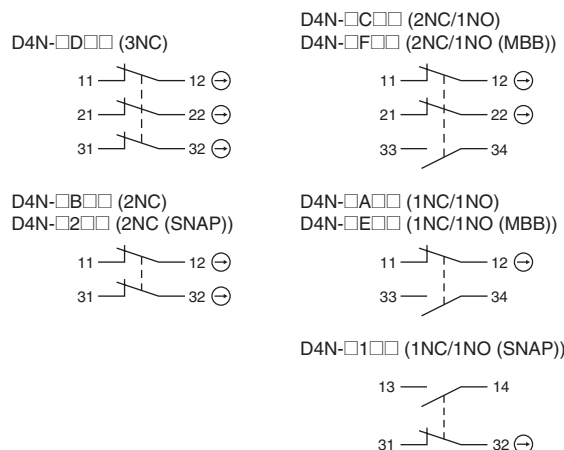 D4N-□D□□ (3NC)
11 12
21 22
31 32
D4N-□C□□ (2NC/1NO)
D4N-□F□□ (2NC/1NO (MBB))
11 12
21 22
33 34
D4N-□B□□ (2NC)
D4N-□2□□ (2NC (SNAP))
11 12
31 32
D4N-□A□□ (1NC/1NO)
D4N-□E□□ (1NC/1NO (MBB))
11 12
33 34
D4N-□1□□ (1NC/1NO (SNAP))
13 14
31 32